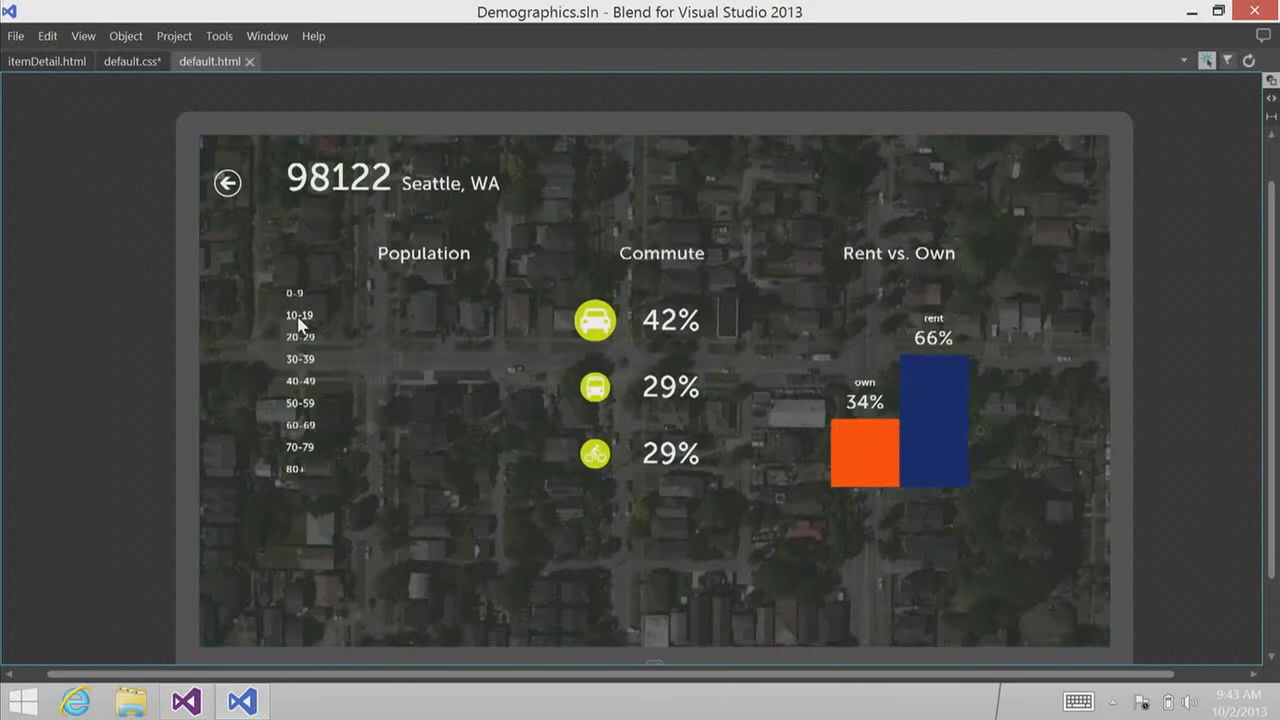 Demographics.sln - Blend for Visual Studio 2013
File Edit View Object Project Tools Window Help
itemDetail.html default.css* default.html
98122 Seattle, WA
Population Commute Rent vs. Own
0-9
10-19
20-29
30-39
40-49
50-59
60-69
70-79
80+
42%
29%
29%
rent
66%
own
34%
9:43 AM
10/2/2013